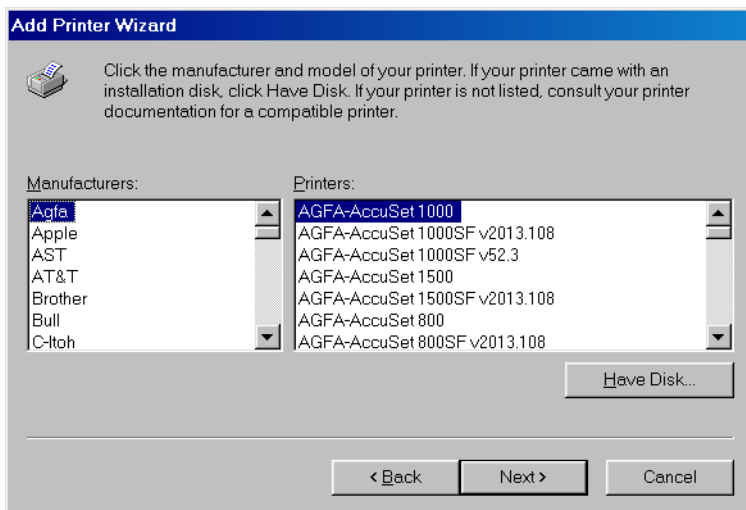 Add Printer Wizard
Click the manufacturer and model of your printer. If your printer came with an
installation disk, click Have Disk. If your printer is not listed, consult your printer
documentation for a compatible printer.
Manufacturers:
Agfa
Apple
AST
AT&T
Brother
Bull
C-Itoh
Printers:
AGFA-AccuSet 1000
AGFA-AccuSet 1000SF v2013.108
AGFA-AccuSet 1000SF v52.3
AGFA-AccuSet 1500
AGFA-AccuSet 1500SF v2013.108
AGFA-AccuSet 800
AGFA-AccuSet 800SF v2013.108
Have Disk...
< Back
Next >
Cancel